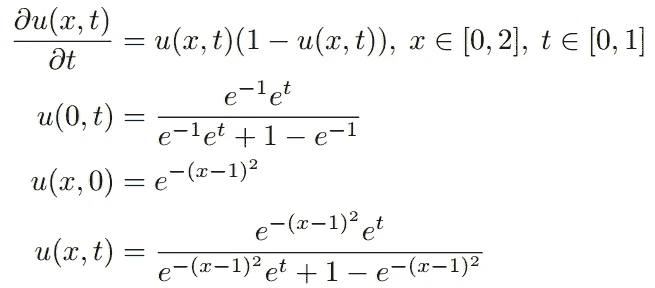 ∂u(x, t)/∂t = u(x, t)(1 − u(x, t)), x ∈ [0, 2], t ∈ [0, 1]
u(0, t) = e^{−1}e^{t}/(e^{−1}e^{t} + 1 − e^{−1})
u(x, 0) = e^{−(x−1)^2}
u(x, t) = e^{−(x−1)^2}e^{t}/(e^{−(x−1)^2}e^{t} + 1 − e^{−(x−1)^2})